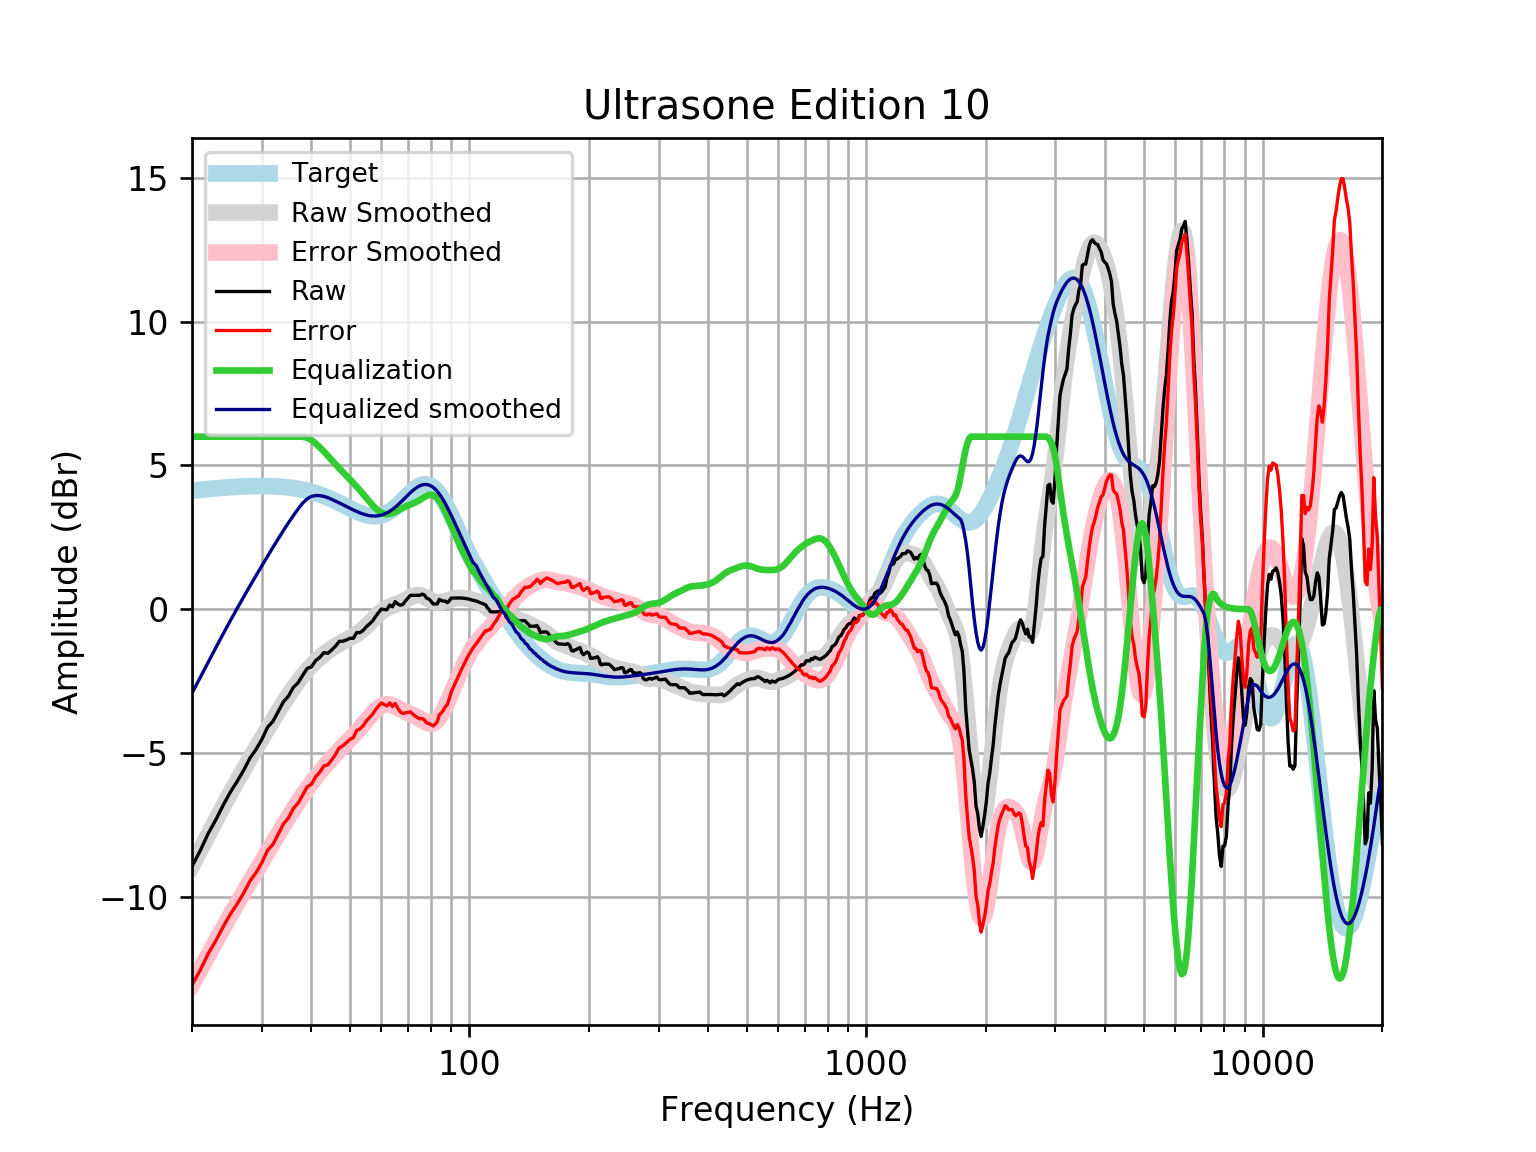 Ultrasone Edition 10
Target
Raw Smoothed
Error Smoothed
Raw
Error
Equalization
Equalized smoothed
15
10
5
0
−5
−10
Amplitude (dBr)
100 1000 10000
Frequency (Hz)